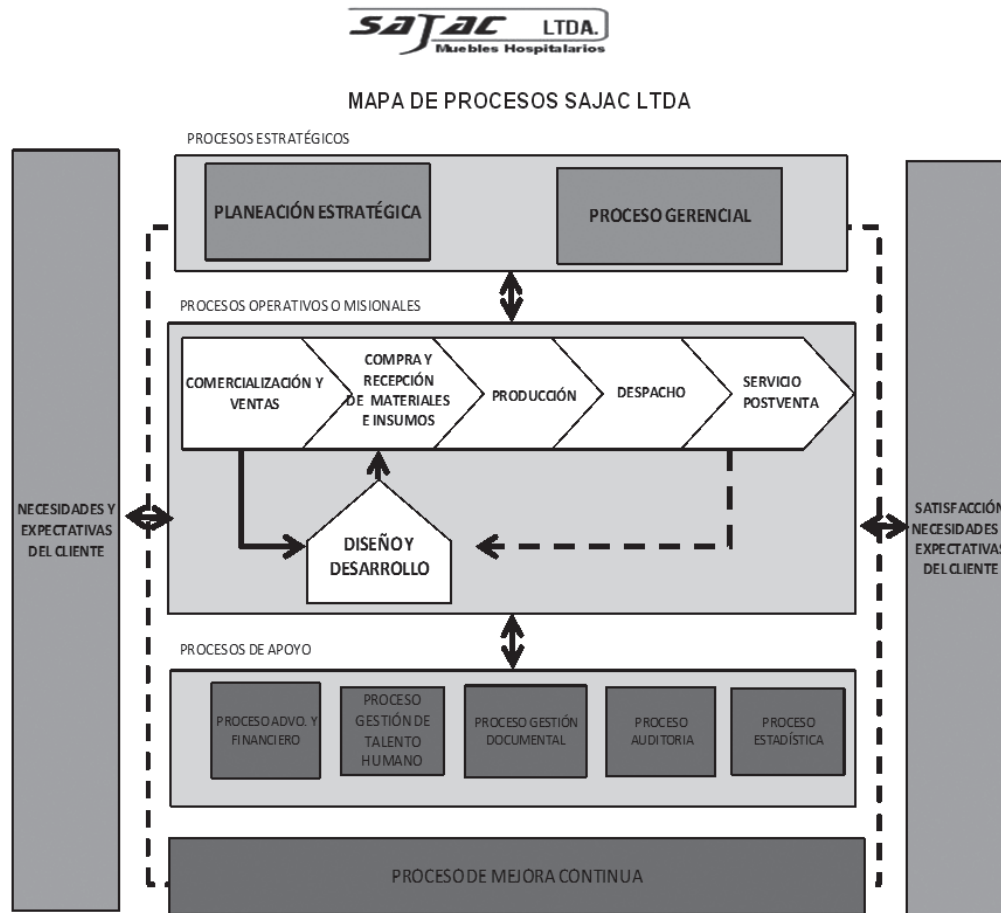 SAJAC LTDA.
Muebles Hospitalarios
MAPA DE PROCESOS SAJAC LTDA
PROCESOS ESTRATÉGICOS
PLANEACIÓN ESTRATÉGICA
PROCESO GERENCIAL
PROCESOS OPERATIVOS O MISIONALES
COMERCIALIZACIÓN Y
VENTAS
COMPRA Y
RECEPCIÓN
DE MATERIALES
E INSUMOS
PRODUCCIÓN
DESPACHO
SERVICIO
POSTVENTA
DISEÑO Y
DESARROLLO
NECESIDADES Y
EXPECTATIVAS
DEL CLIENTE
SATISFACCIÓN
NECESIDADES
EXPECTATIVAS
DEL CLIENTE
PROCESOS DE APOYO
PROCESO ADVO. Y
FINANCIERO
PROCESO
GESTIÓN DE
TALENTO
HUMANO
PROCESO GESTIÓN
DOCUMENTAL
PROCESO
AUDITORIA
PROCESO
ESTADÍSTICA
PROCESO DE MEJORA CONTINUA